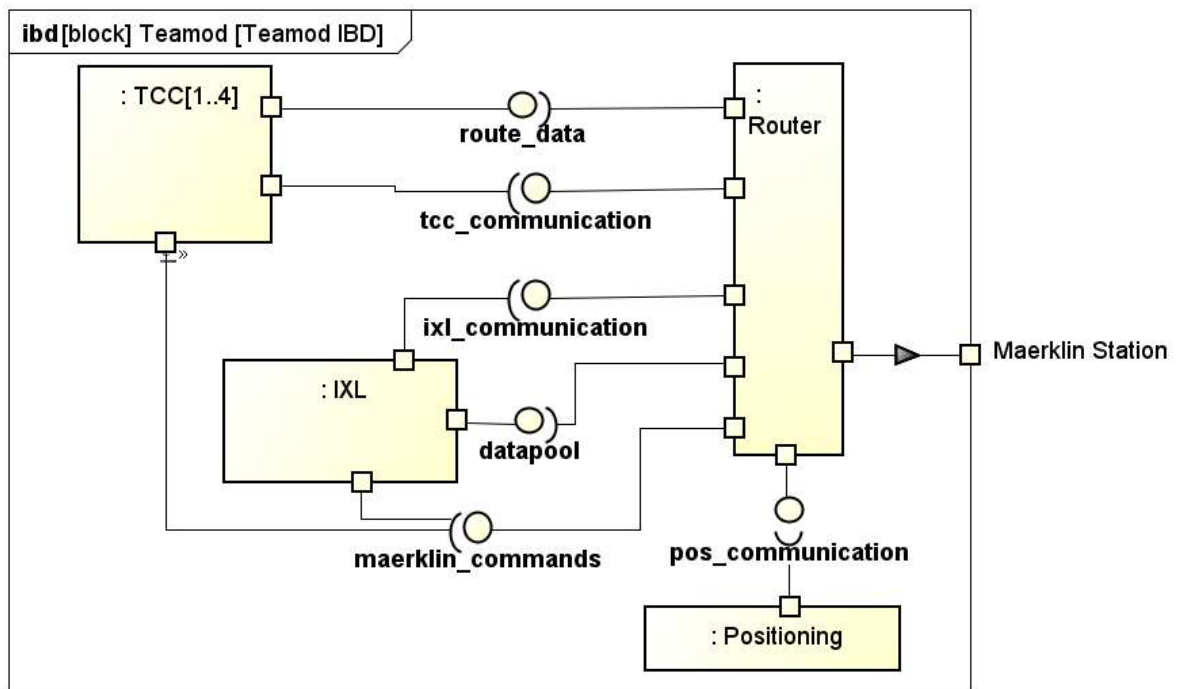 ibd [block] Teamod [Teamod IBD]
: TCC[1..4]
:
Router
route_data
tcc_communication
ixl_communication
Maerklin Station
: IXL
datapool
maerklin_commands
pos_communication
: Positioning
»